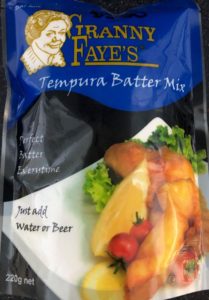 GRANNY
FAYE'S
Tempura Batter Mix
Perfect
Batter
Everytime
Just add
Water or Beer
220g net